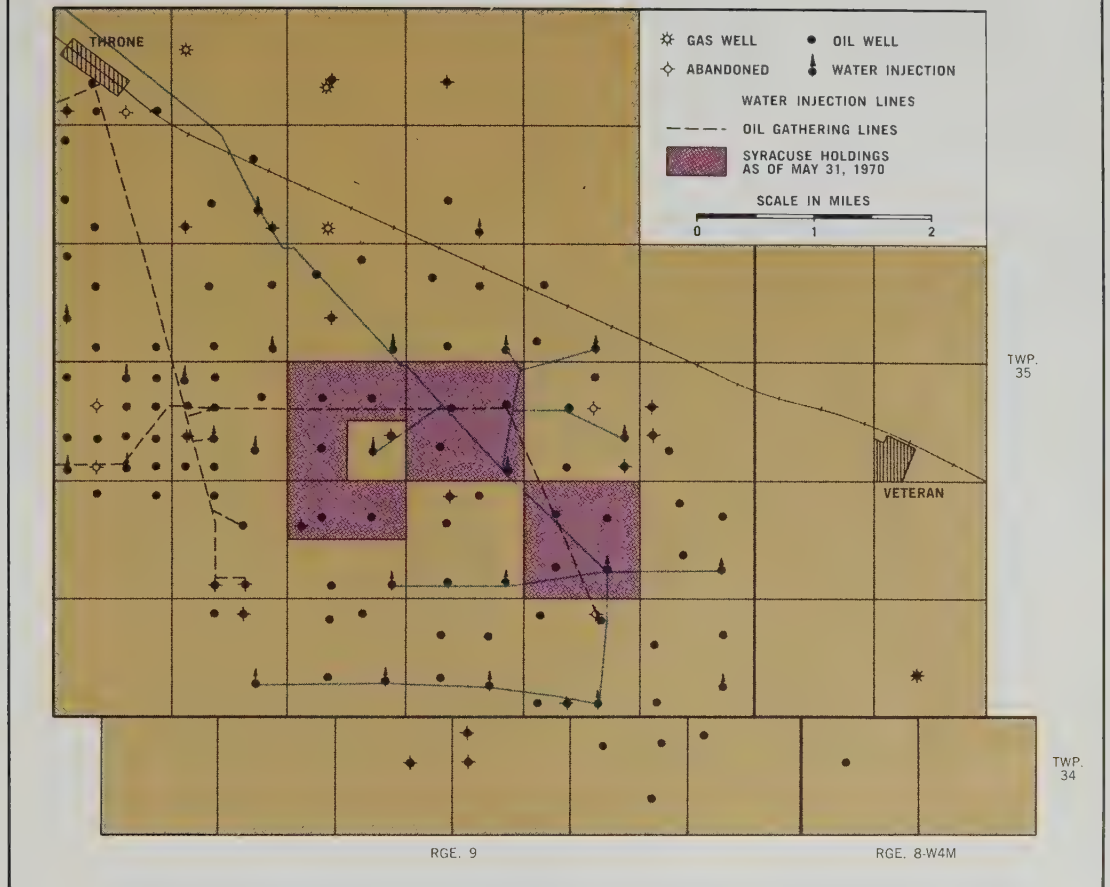 THRONE
GAS WELL
OIL WELL
ABANDONED
WATER INJECTION
WATER INJECTION LINES
OIL GATHERING LINES
SYRACUSE HOLDINGS
AS OF MAY 31, 1970
SCALE IN MILES
0 1 2
TWP.
35
VETERAN
TWP.
34
RGE. 9
RGE. 8-W4M